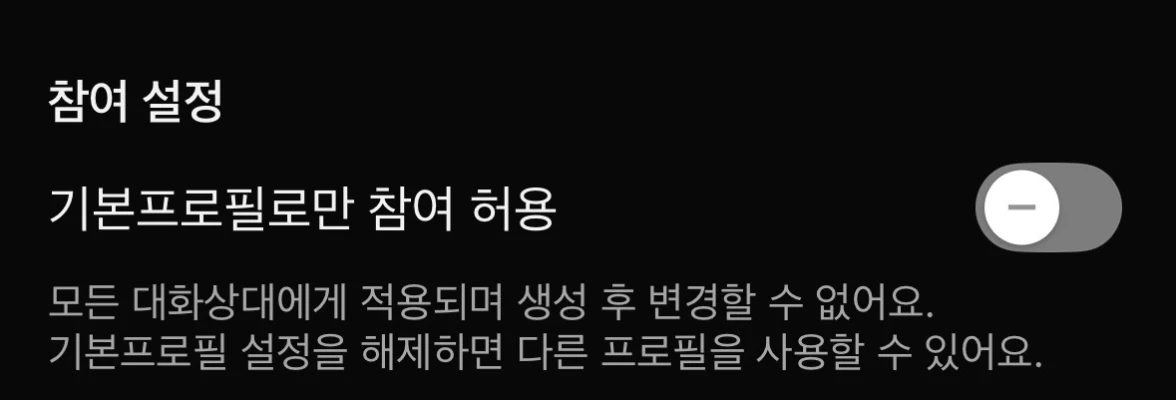 참여 설정
기본프로필로만 참여 허용
모든 대화상대에게 적용되며 생성 후 변경할 수 없어요.
기본프로필 설정을 해제하면 다른 프로필을 사용할 수 있어요.